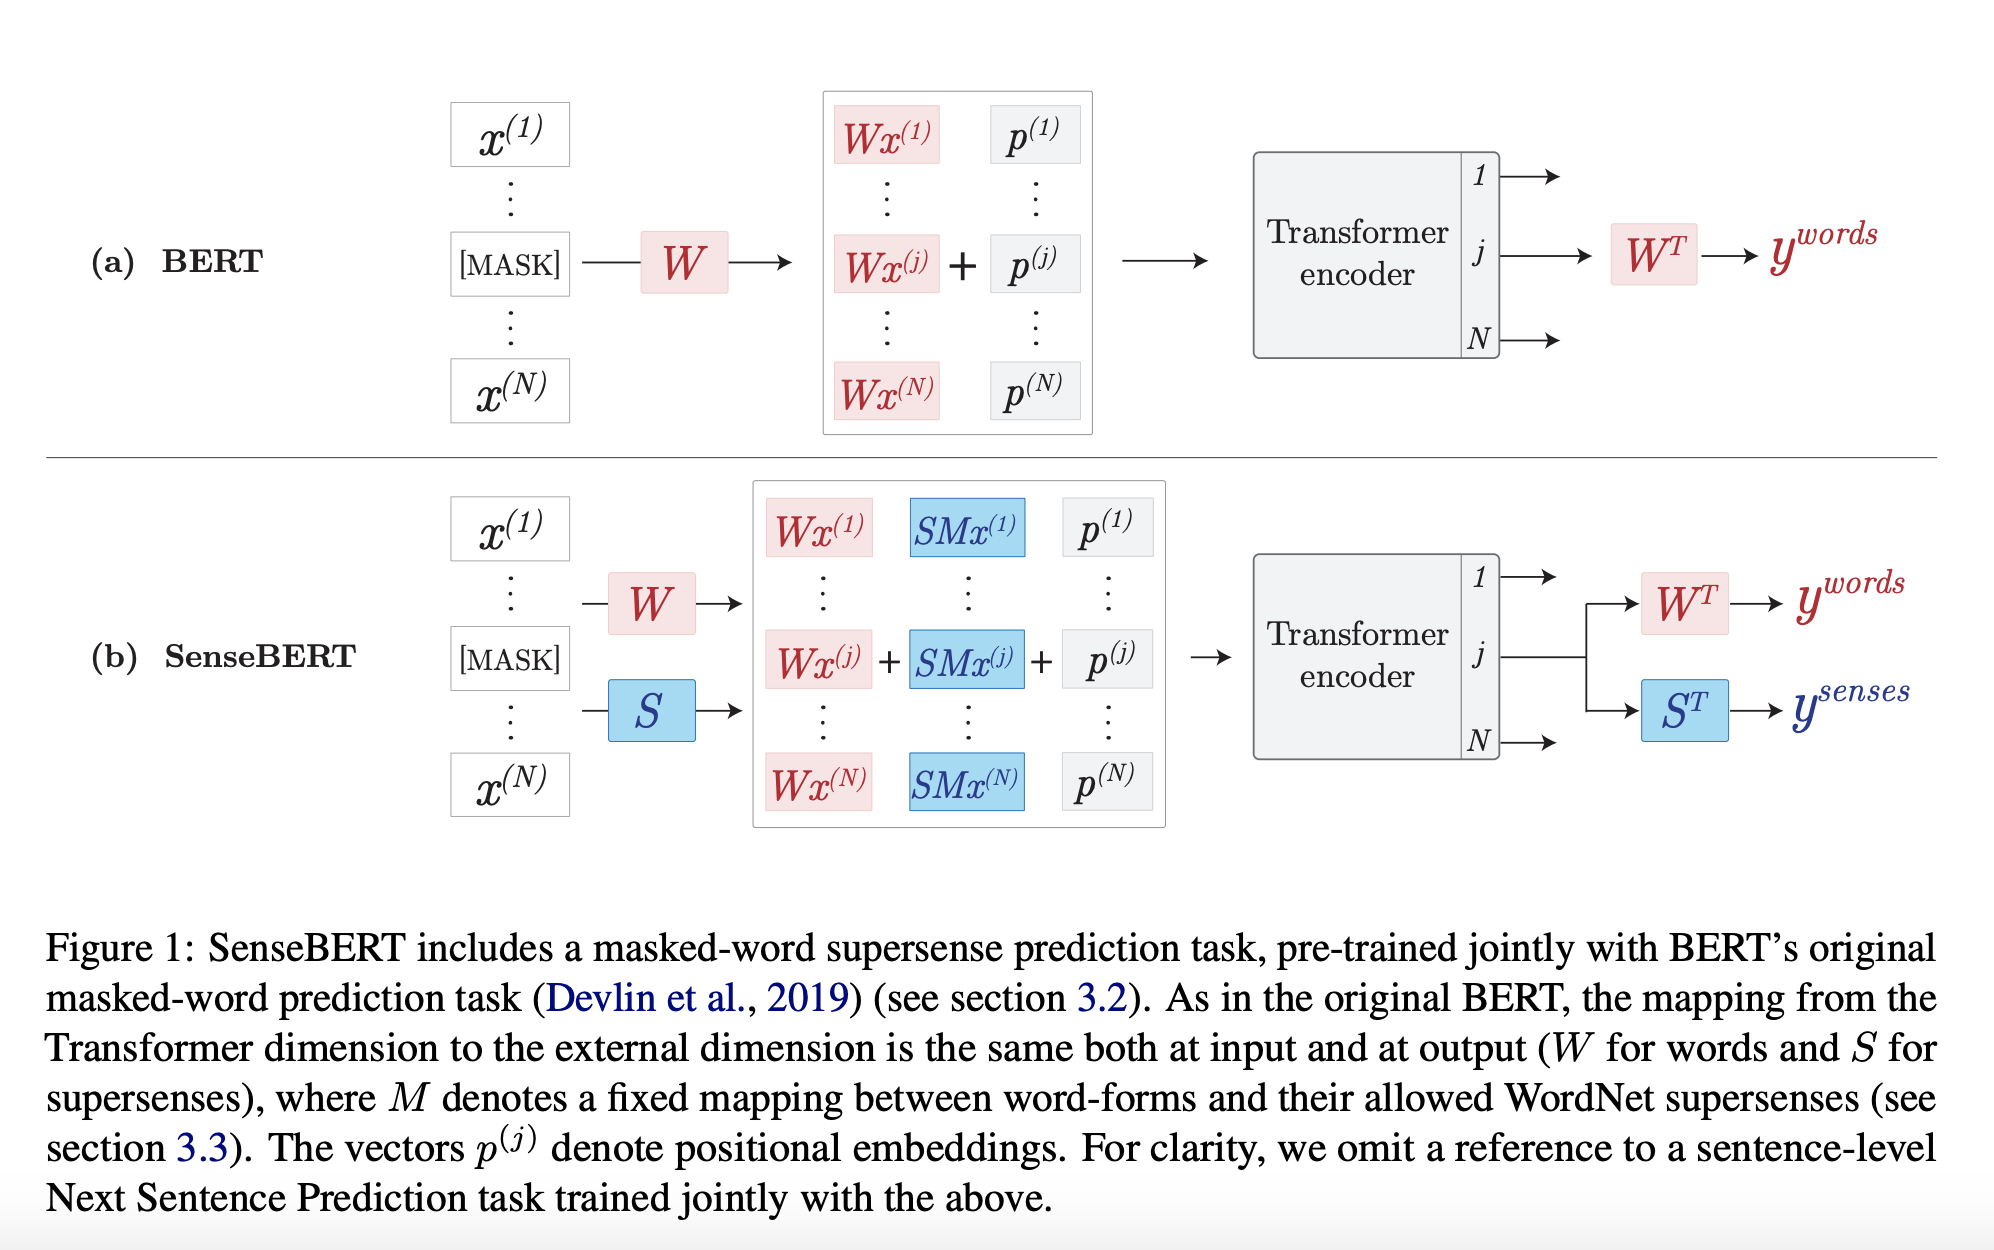 x^(1)
⋮
(a) BERT
[MASK]
⋮
x^(N)
W
Wx^(1) p^(1)
⋮ ⋮
Wx^(j) + p^(j)
⋮ ⋮
Wx^(N) p^(N)
Transformer
encoder
1
j
N
W^T
y^words
x^(1)
⋮
(b) SenseBERT
[MASK]
⋮
x^(N)
W
S
Wx^(1) SMx^(1) p^(1)
⋮ ⋮ ⋮
Wx^(j) + SMx^(j) + p^(j)
⋮ ⋮ ⋮
Wx^(N) SMx^(N) p^(N)
Transformer
encoder
1
j
N
W^T
y^words
S^T
y^senses
Figure 1: SenseBERT includes a masked-word supersense prediction task, pre-trained jointly with BERT’s original
masked-word prediction task (Devlin et al., 2019) (see section 3.2). As in the original BERT, the mapping from the
Transformer dimension to the external dimension is the same both at input and at output (W for words and S for
supersenses), where M denotes a fixed mapping between word-forms and their allowed WordNet supersenses (see
section 3.3). The vectors p^(j) denote positional embeddings. For clarity, we omit a reference to a sentence-level
Next Sentence Prediction task trained jointly with the above.